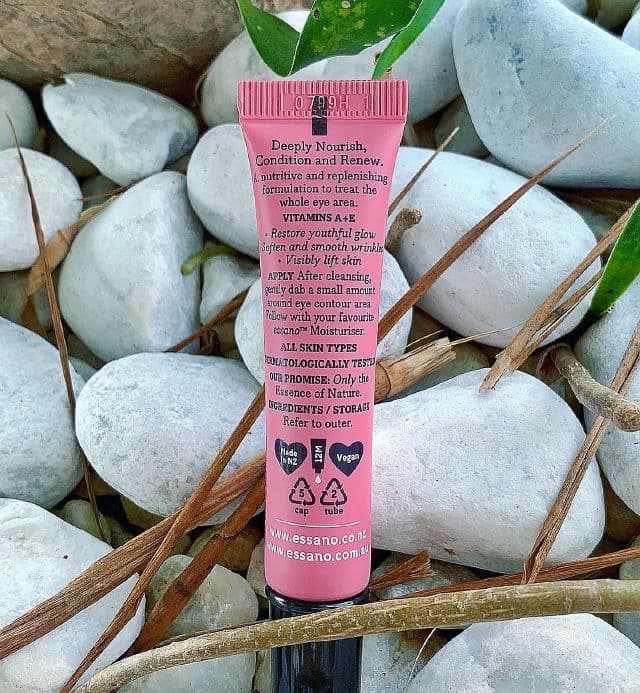 0799H 1
Deeply Nourish,
Condition and Renew.
A nutritive and replenishing
formulation to treat the
whole eye area.
VITAMINS A+E
• Restore youthful glow
Soften and smooth wrinkles
• Visibly lift skin
APPLY After cleansing,
gently dab a small amount
around eye contour area.
Follow with your favourite
essano™ Moisturiser.
ALL SKIN TYPES
DERMATOLOGICALLY TESTED
OUR PROMISE: Only the
Essence of Nature.
INGREDIENTS / STORAGE
Refer to outer.
Made
in NZ
12M
Vegan
5
2
cap
tube
www.essano.co.nz
www.essano.com.au